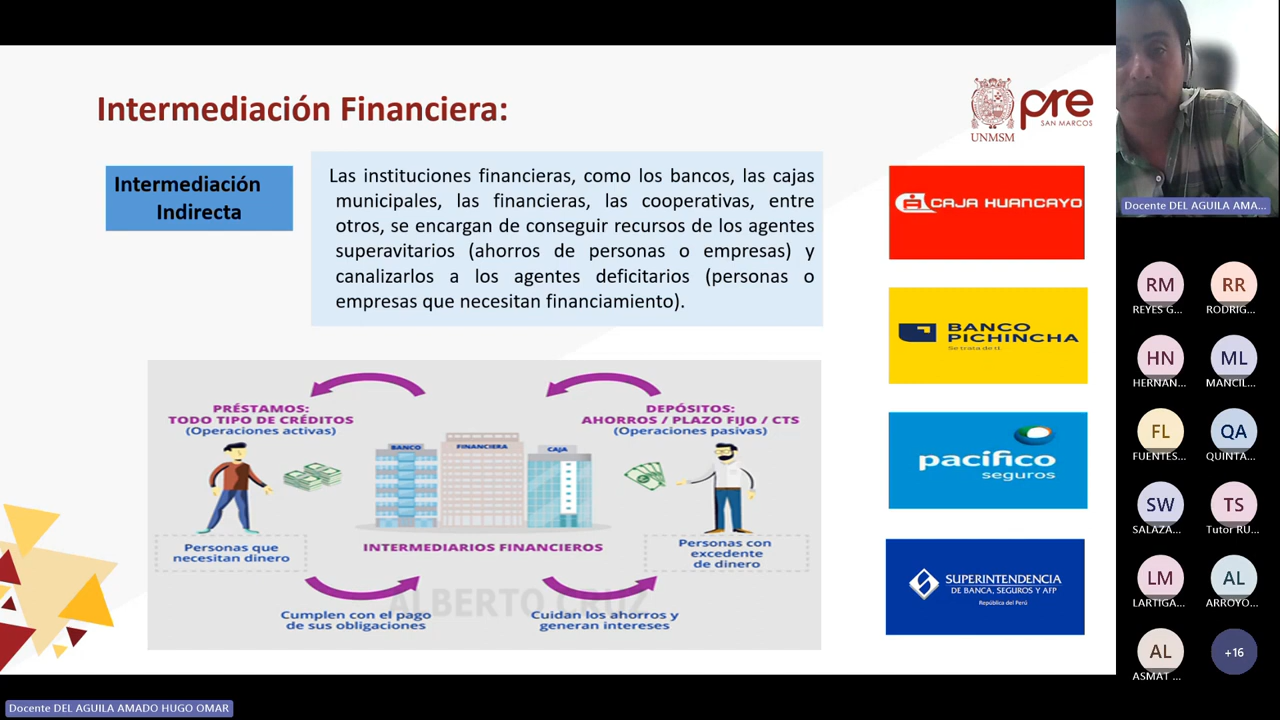 Intermediación Financiera:
UNMSM
pre
SAN MARCOS
Intermediación
Indirecta
Las instituciones financieras, como los bancos, las cajas
municipales, las financieras, las cooperativas, entre
otros, se encargan de conseguir recursos de los agentes
superavitarios (ahorros de personas o empresas) y
canalizarlos a los agentes deficitarios (personas o
empresas que necesitan financiamiento).
PRÉSTAMOS:
TODO TIPO DE CRÉDITOS
(Operaciones activas)
DEPÓSITOS:
AHORROS / PLAZO FIJO / CTS
(Operaciones pasivas)
BANCO
FINANCIERA
CAJA
Personas que
necesitan dinero
INTERMEDIARIOS FINANCIEROS
Personas con
excedente
de dinero
ALBERTO CRUZ
Cumplen con el pago
de sus obligaciones
Cuidan los ahorros y
generan intereses
CAJA HUANCAYO
BANCO
PICHINCHA
Se trata de ti.
pacífico
seguros
SUPERINTENDENCIA
DE BANCA, SEGUROS Y AFP
República del Perú
Docente DEL AGUILA AMA...
RM
REYES G...
RR
RODRIG...
HN
HERNAN...
ML
MANCIL...
FL
FUENTES...
QA
QUINTA...
SW
SALAZA...
TS
Tutor RU...
LM
LARTIGA...
AL
ARROYO...
AL
ASMAT ...
+16
Docente DEL AGUILA AMADO HUGO OMAR